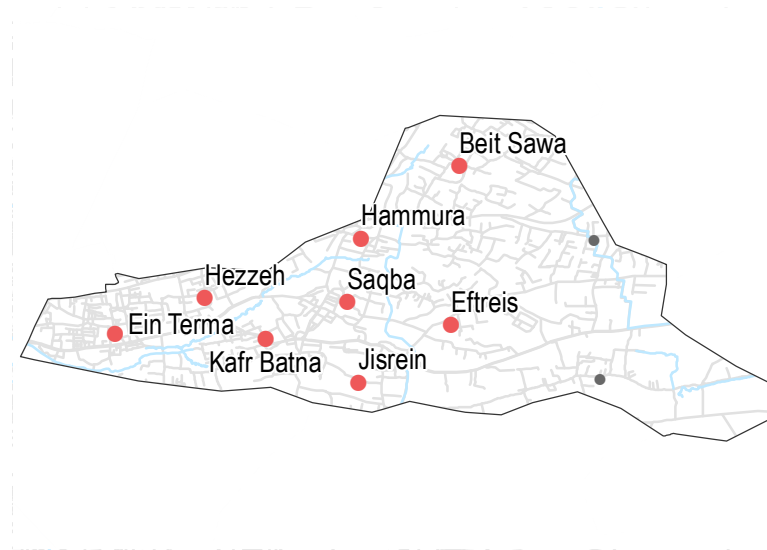 Beit Sawa
Hammura
Hezzeh
Saqba
Eftreis
Ein Terma
Kafr Batna
Jisrein